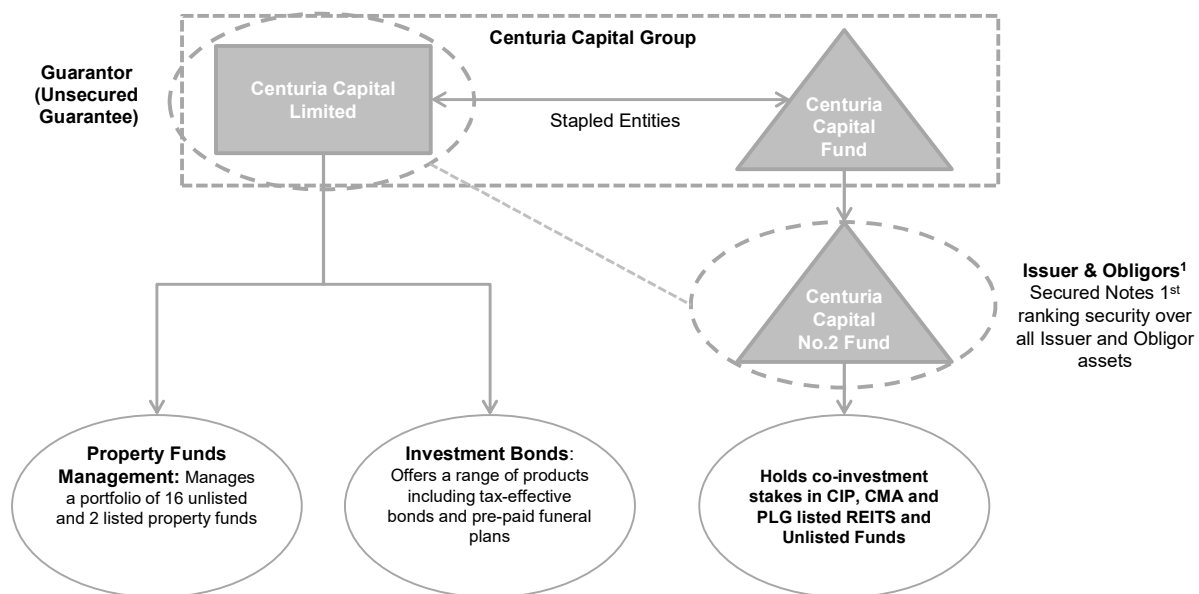 Centuria Capital Group
Guarantor
(Unsecured
Guarantee)
Centuria Capital
Limited
Stapled Entities
Centuria
Capital
Fund
Centuria
Capital
No.2 Fund
Issuer & Obligors¹
Secured Notes 1st
ranking security over
all Issuer and Obligor
assets
Property Funds
Management: Manages
a portfolio of 16 unlisted
and 2 listed property funds
Investment Bonds:
Offers a range of products
including tax-effective
bonds and pre-paid funeral
plans
Holds co-investment
stakes in CIP, CMA and
PLG listed REITS and
Unlisted Funds